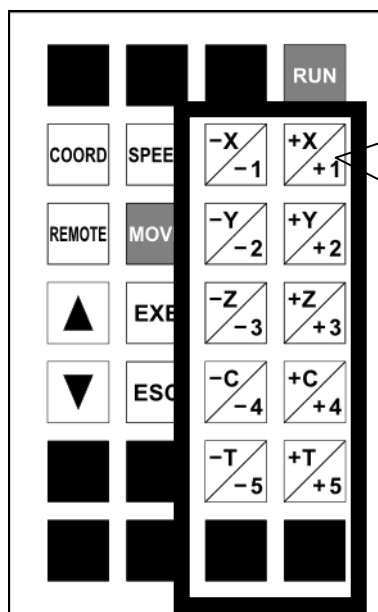 RUN
COORD SPEE -X -1 +X +1
REMOTE MOV -Y -2 +Y +2
EXE -Z -3 +Z +3
ESC -C -4 +C +4
-T -5 +T +5